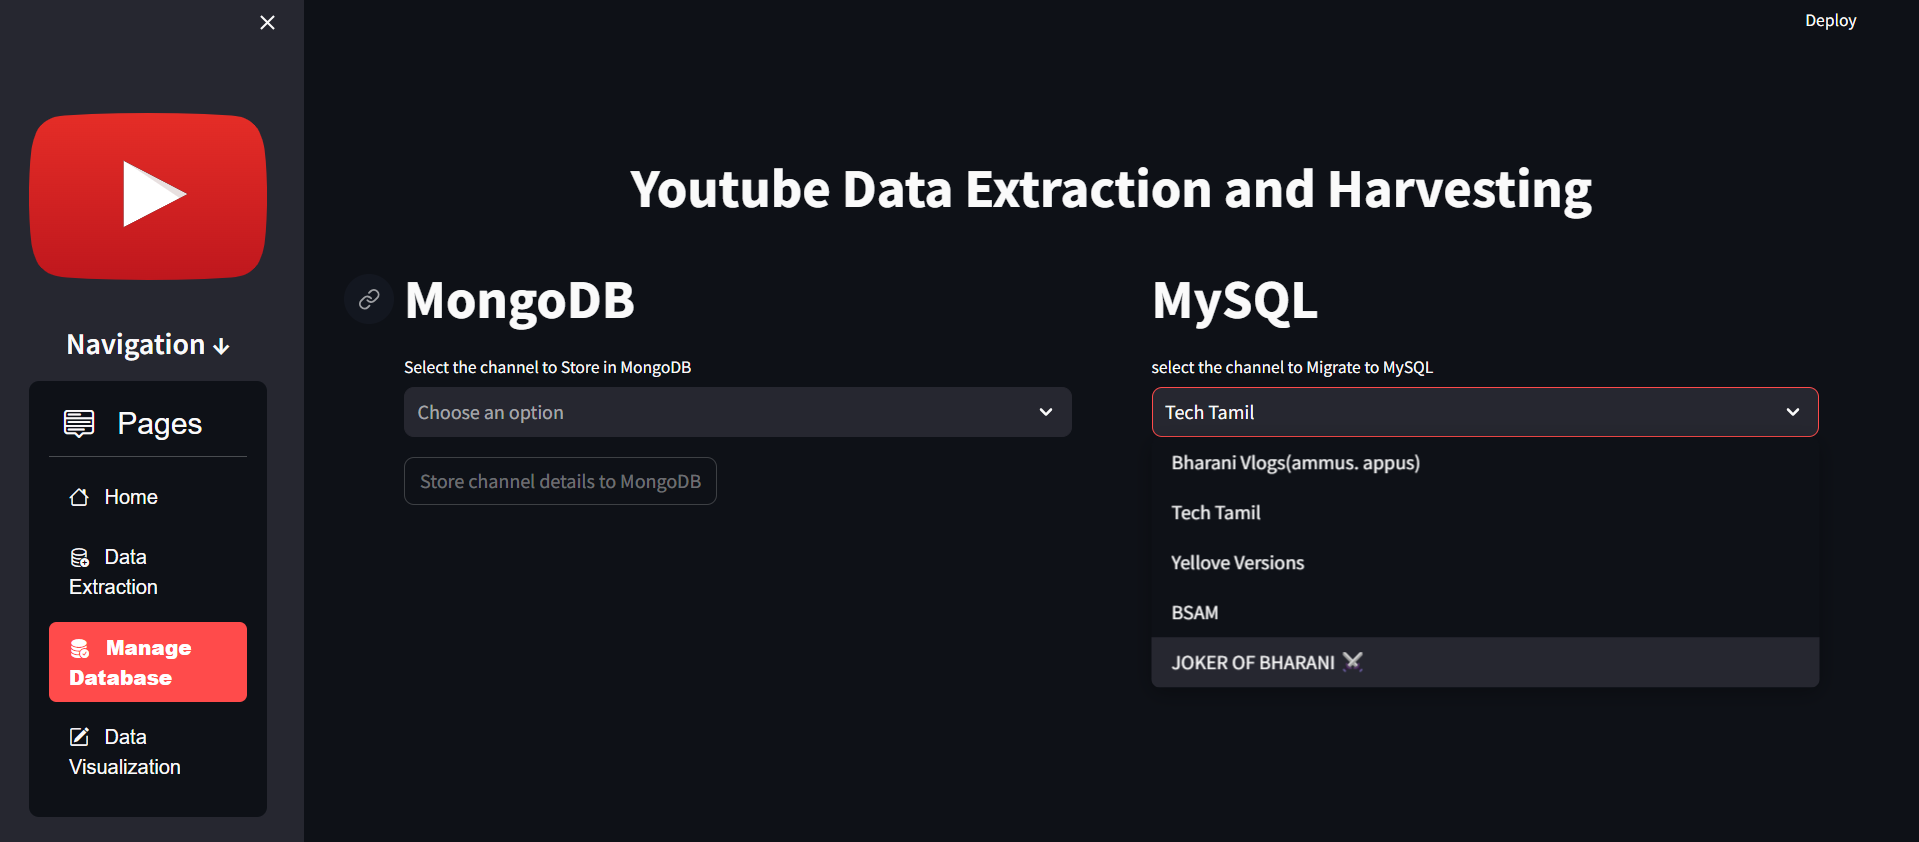 Deploy
Navigation
Pages
Home
Data
Extraction
Manage
Database
Data
Visualization
Youtube Data Extraction and Harvesting
MongoDB
Select the channel to Store in MongoDB
Choose an option
Store channel details to MongoDB
MySQL
select the channel to Migrate to MySQL
Tech Tamil
Bharani Vlogs(ammus. appus)
Tech Tamil
Yellove Versions
BSAM
JOKER OF BHARANI ⚔